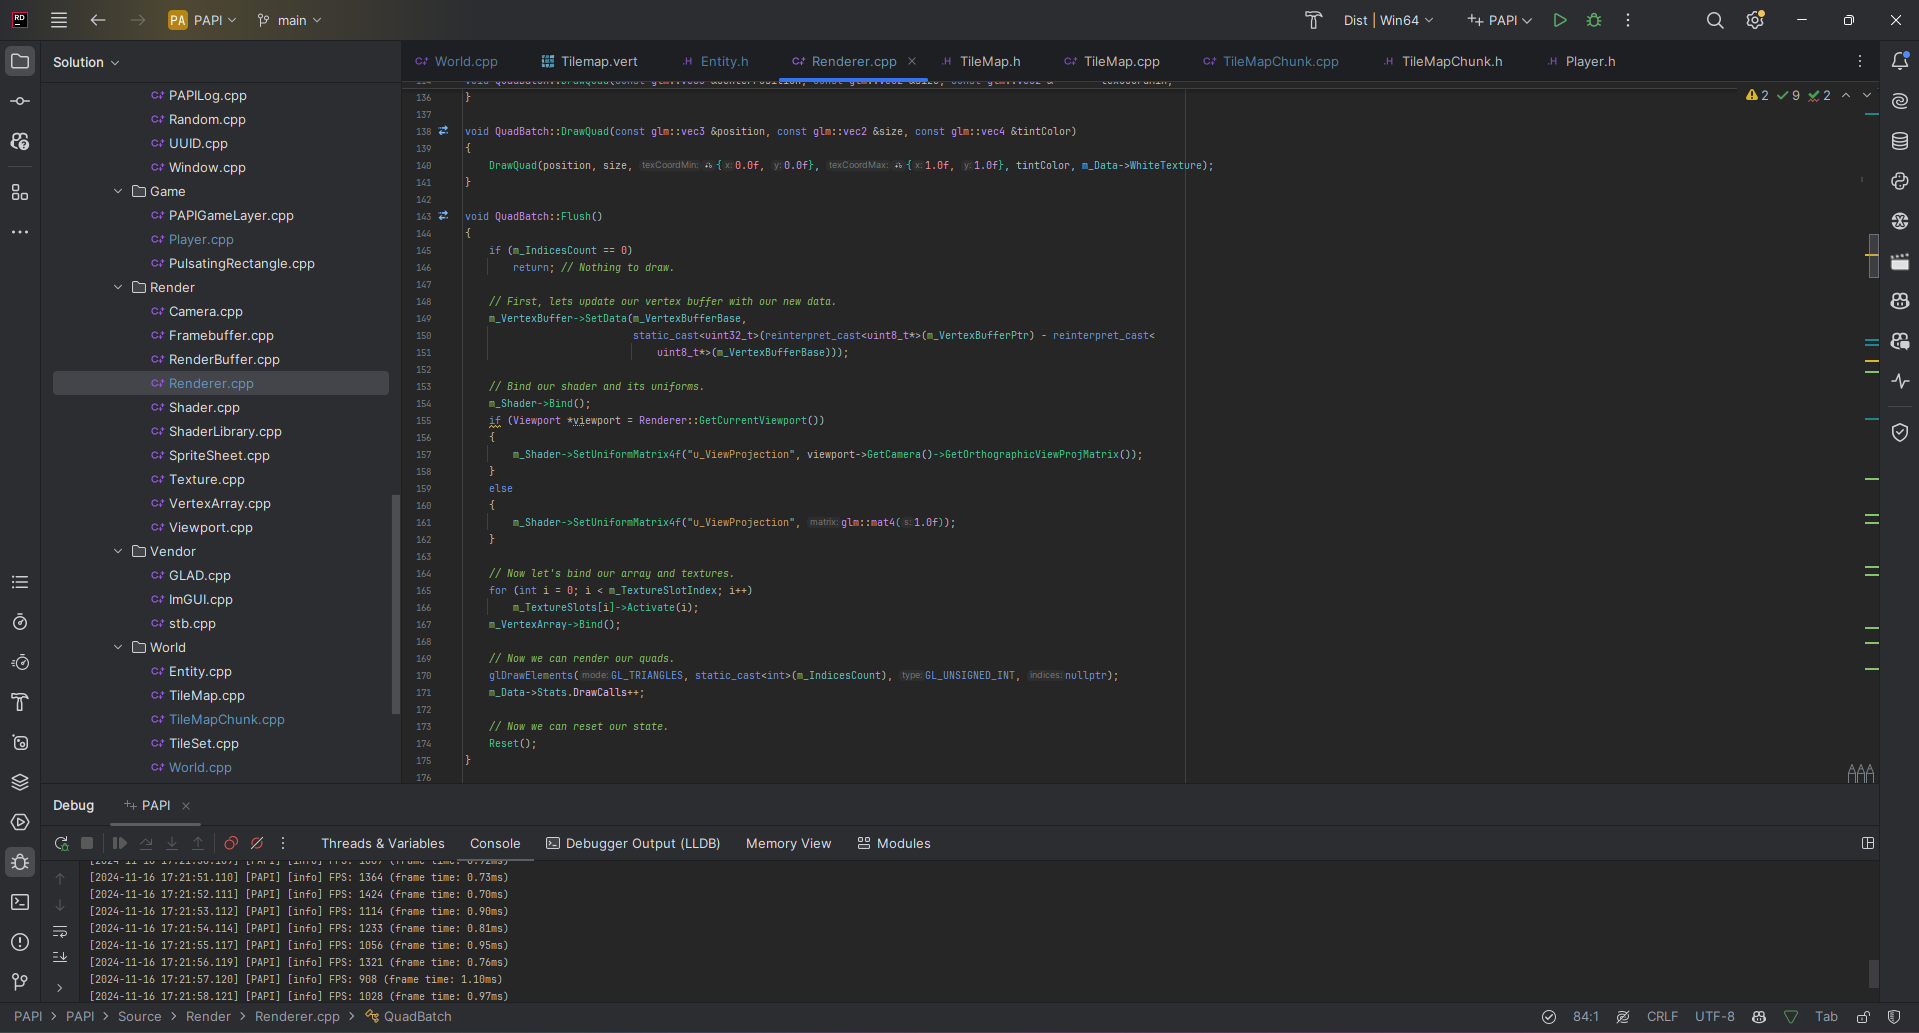 RD PA PAPI main Dist | Win64 PAPI
Solution
World.cpp Tilemap.vert Entity.h Renderer.cpp TileMap.h TileMap.cpp TileMapChunk.cpp TileMapChunk.h Player.h
PAPILog.cpp
Random.cpp
UUID.cpp
Window.cpp
Game
PAPIGameLayer.cpp
Player.cpp
PulsatingRectangle.cpp
Render
Camera.cpp
Framebuffer.cpp
RenderBuffer.cpp
Renderer.cpp
Shader.cpp
ShaderLibrary.cpp
SpriteSheet.cpp
Texture.cpp
VertexArray.cpp
Viewport.cpp
Vendor
GLAD.cpp
ImGUI.cpp
stb.cpp
World
Entity.cpp
TileMap.cpp
TileMapChunk.cpp
TileSet.cpp
World.cpp
2 9 2
136 }
137
138 void QuadBatch::DrawQuad(const glm::vec3 &position, const glm::vec2 &size, const glm::vec4 &tintColor)
139 {
140 DrawQuad(position, size, texCoordMin: {x: 0.0f, y: 0.0f}, texCoordMax: {x: 1.0f, y: 1.0f}, tintColor, m_Data->WhiteTexture);
141 }
142
143 void QuadBatch::Flush()
144 {
145 if (m_IndicesCount == 0)
146 return; // Nothing to draw.
147
148 // First, lets update our vertex buffer with our new data.
149 m_VertexBuffer->SetData(m_VertexBufferBase,
150 static_cast<uint32_t>(reinterpret_cast<uint8_t*>(m_VertexBufferPtr) - reinterpret_cast<
151 uint8_t*>(m_VertexBufferBase)));
152
153 // Bind our shader and its uniforms.
154 m_Shader->Bind();
155 if (Viewport *viewport = Renderer::GetCurrentViewport())
156 {
157 m_Shader->SetUniformMatrix4f("u_ViewProjection", viewport->GetCamera()->GetOrthographicViewProjMatrix());
158 }
159 else
160 {
161 m_Shader->SetUniformMatrix4f("u_ViewProjection", matrix: glm::mat4(s: 1.0f));
162 }
163
164 // Now let's bind our array and textures.
165 for (int i = 0; i < m_TextureSlotIndex; i++)
166 m_TextureSlots[i]->Activate(i);
167 m_VertexArray->Bind();
168
169 // Now we can render our quads.
170 glDrawElements(mode: GL_TRIANGLES, static_cast<int>(m_IndicesCount), type: GL_UNSIGNED_INT, indices: nullptr);
171 m_Data->Stats.DrawCalls++;
172
173 // Now we can reset our state.
174 Reset();
175 }
176
Debug PAPI
Threads & Variables Console Debugger Output (LLDB) Memory View Modules
[2024-11-16 17:21:51.110] [PAPI] [info] FPS: 1364 (frame time: 0.73ms)
[2024-11-16 17:21:52.111] [PAPI] [info] FPS: 1424 (frame time: 0.70ms)
[2024-11-16 17:21:53.112] [PAPI] [info] FPS: 1114 (frame time: 0.90ms)
[2024-11-16 17:21:54.114] [PAPI] [info] FPS: 1233 (frame time: 0.81ms)
[2024-11-16 17:21:55.117] [PAPI] [info] FPS: 1056 (frame time: 0.95ms)
[2024-11-16 17:21:56.119] [PAPI] [info] FPS: 1321 (frame time: 0.76ms)
[2024-11-16 17:21:57.120] [PAPI] [info] FPS: 908 (frame time: 1.10ms)
[2024-11-16 17:21:58.121] [PAPI] [info] FPS: 1028 (frame time: 0.97ms)
PAPI > PAPI > Source > Render > Renderer.cpp > QuadBatch 84:1 CRLF UTF-8 Tab